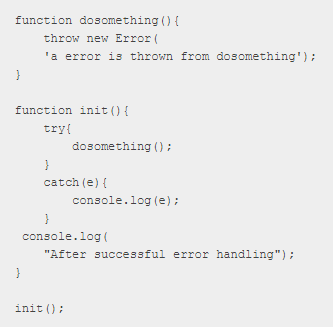 function dosomething(){
    throw new Error(
    'a error is thrown from dosomething');
}

function init(){
    try{
        dosomething();
    }
    catch(e){
        console.log(e);
    }
 console.log(
    "After successful error handling");
}

init();